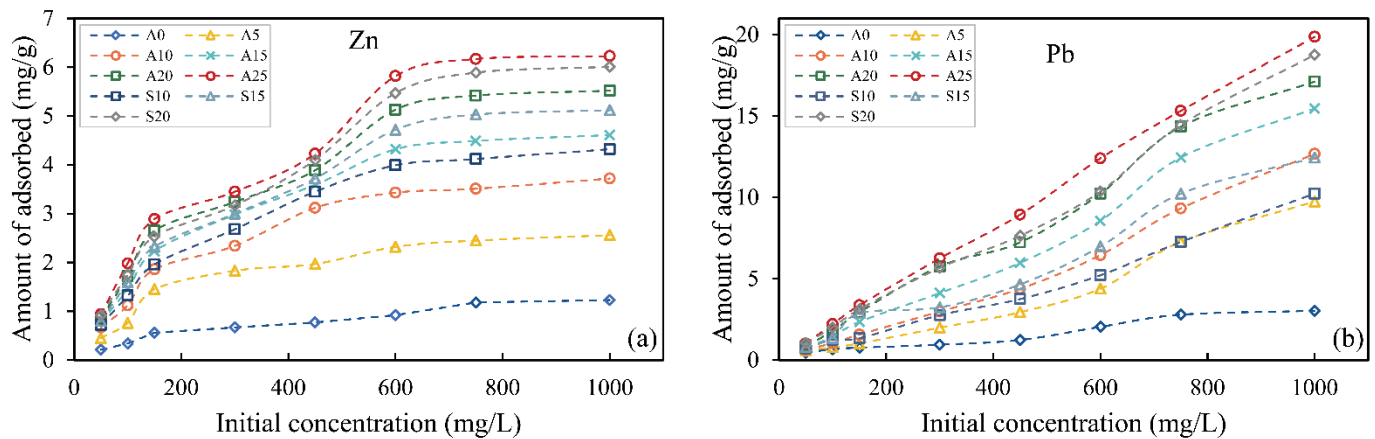 Zn
A0 A5
A10 A15
A20 A25
S10 S15
S20
7
6
5
4
3
2
1
0
0 200 400 600 800 1000
Amount of adsorbed (mg/g)
Initial concentration (mg/L)
(a)
Pb
A0 A5
A10 A15
A20 A25
S10 S15
S20
20
15
10
5
0
0 200 400 600 800 1000
Amount of adsorbed (mg/g)
Initial concentration (mg/L)
(b)